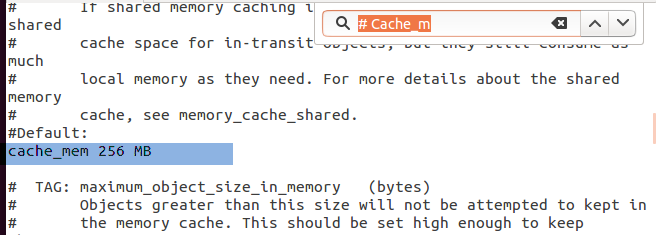 #       If shared memory caching i
shared
# Cache_m
#       cache space for in-transit objects, but they still consume as
much
#       local memory as they need. For more details about the shared
memory
#       cache, see memory_cache_shared.
#Default:
cache_mem 256 MB
#  TAG: maximum_object_size_in_memory   (bytes)
#       Objects greater than this size will not be attempted to kept in
#       the memory cache. This should be set high enough to keep